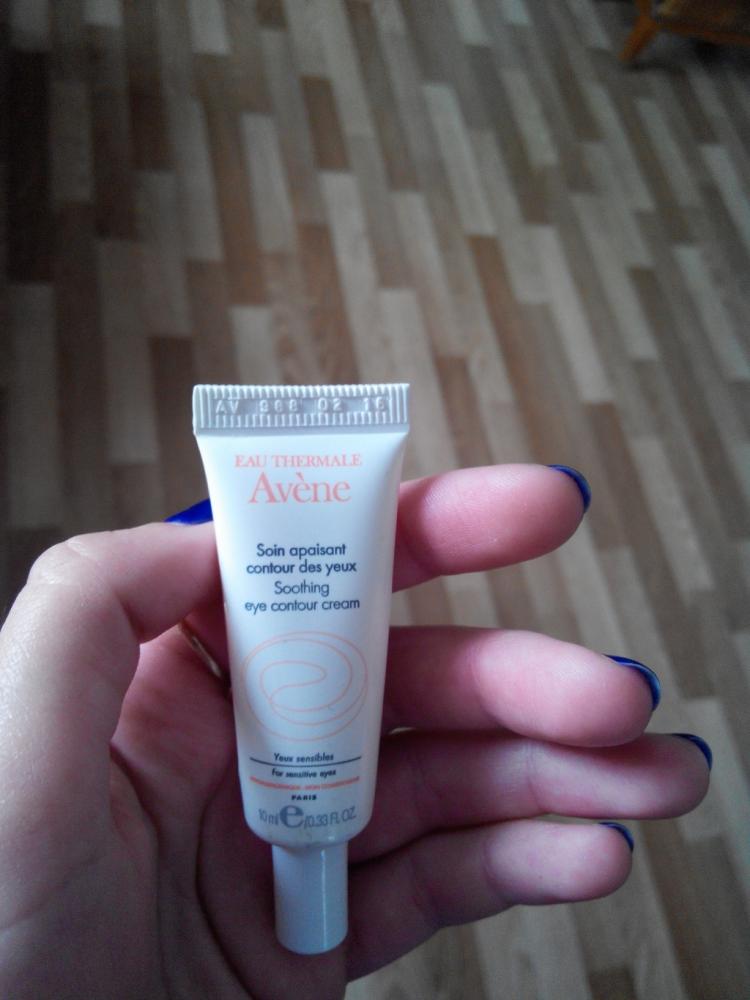 AV 968 02 16
EAU THERMALE
Avène
Soin apaisant
contour des yeux
Soothing
eye contour cream
Yeux sensibles
For sensitive eyes
PARIS
10 ml e/0.33 FL.OZ.